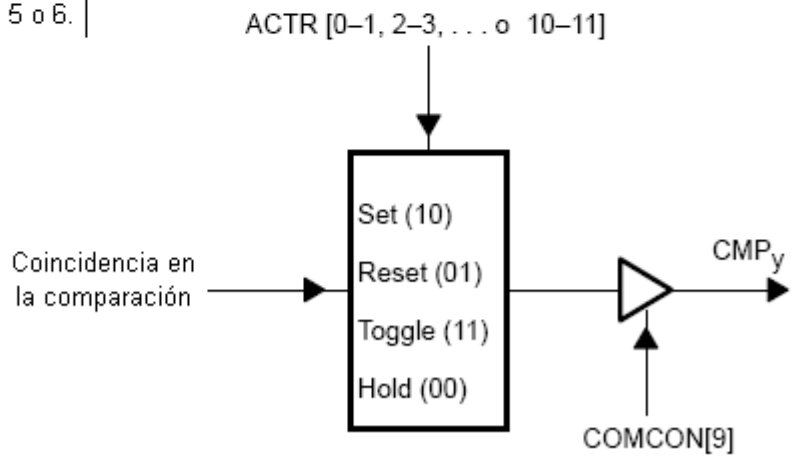 5 o 6.
ACTR [0–1, 2–3, . . . o 10–11]
Set (10)
Reset (01)
Toggle (11)
Hold (00)
Coincidencia en
la comparación
CMPy
COMCON[9]